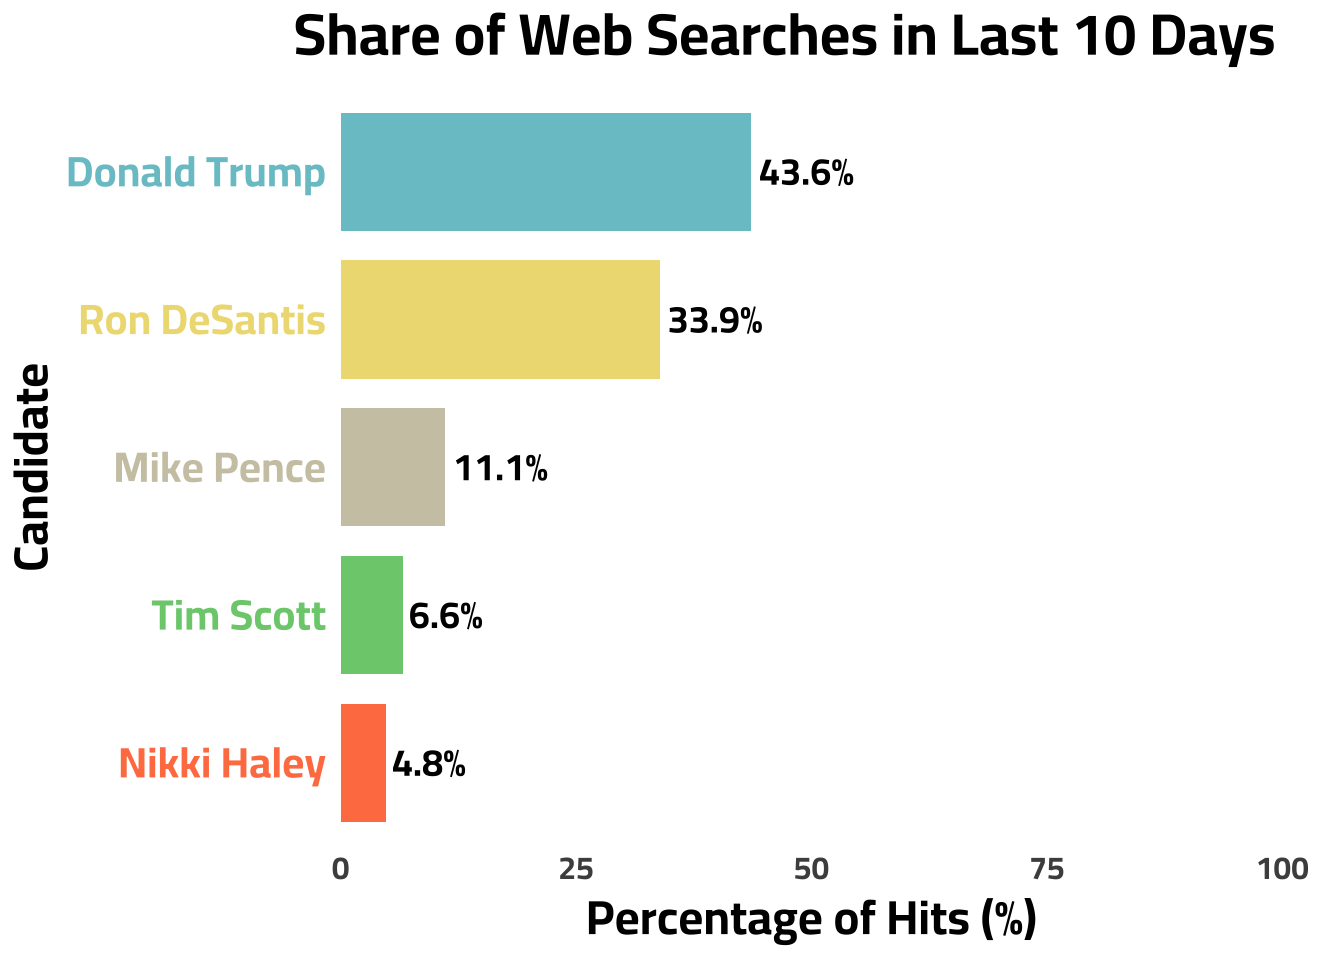 Share of Web Searches in Last 10 Days
Candidate
Donald Trump 43.6%
Ron DeSantis 33.9%
Mike Pence 11.1%
Tim Scott 6.6%
Nikki Haley 4.8%
0 25 50 75 100
Percentage of Hits (%)